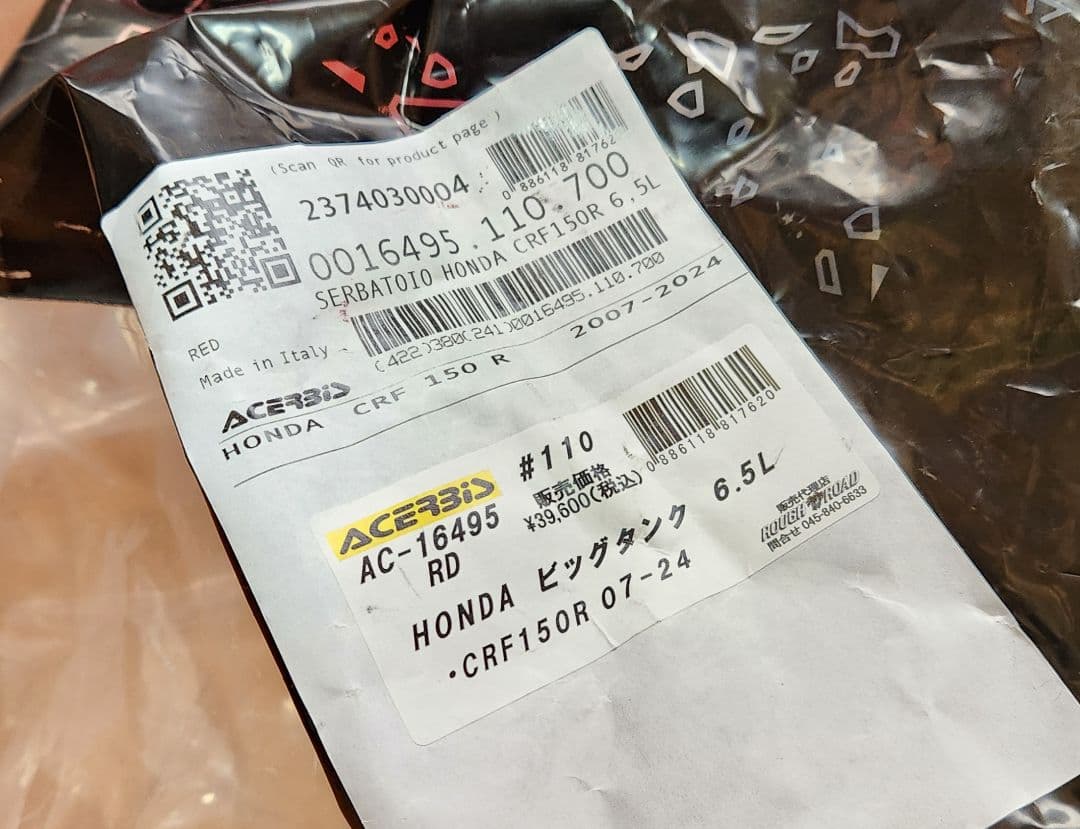 (Scan QR for product page )
2374030004
0 886118 81762
0016495.110.700
SERBATOIO HONDA CRF150R 6,5L
RED
Made in Italy
(422)380(241)0016495.110.700
ACERBIS
HONDA CRF 150 R 2007-2024
ACERBIS
#110
AC-16495
RD
販売価格
¥39,600(税込)
0 886118 817620
HONDA ビッグタンク 6.5L
・CRF150R 07-24
販売代理店
ROUGH ROAD
問合せ 045-840-6633